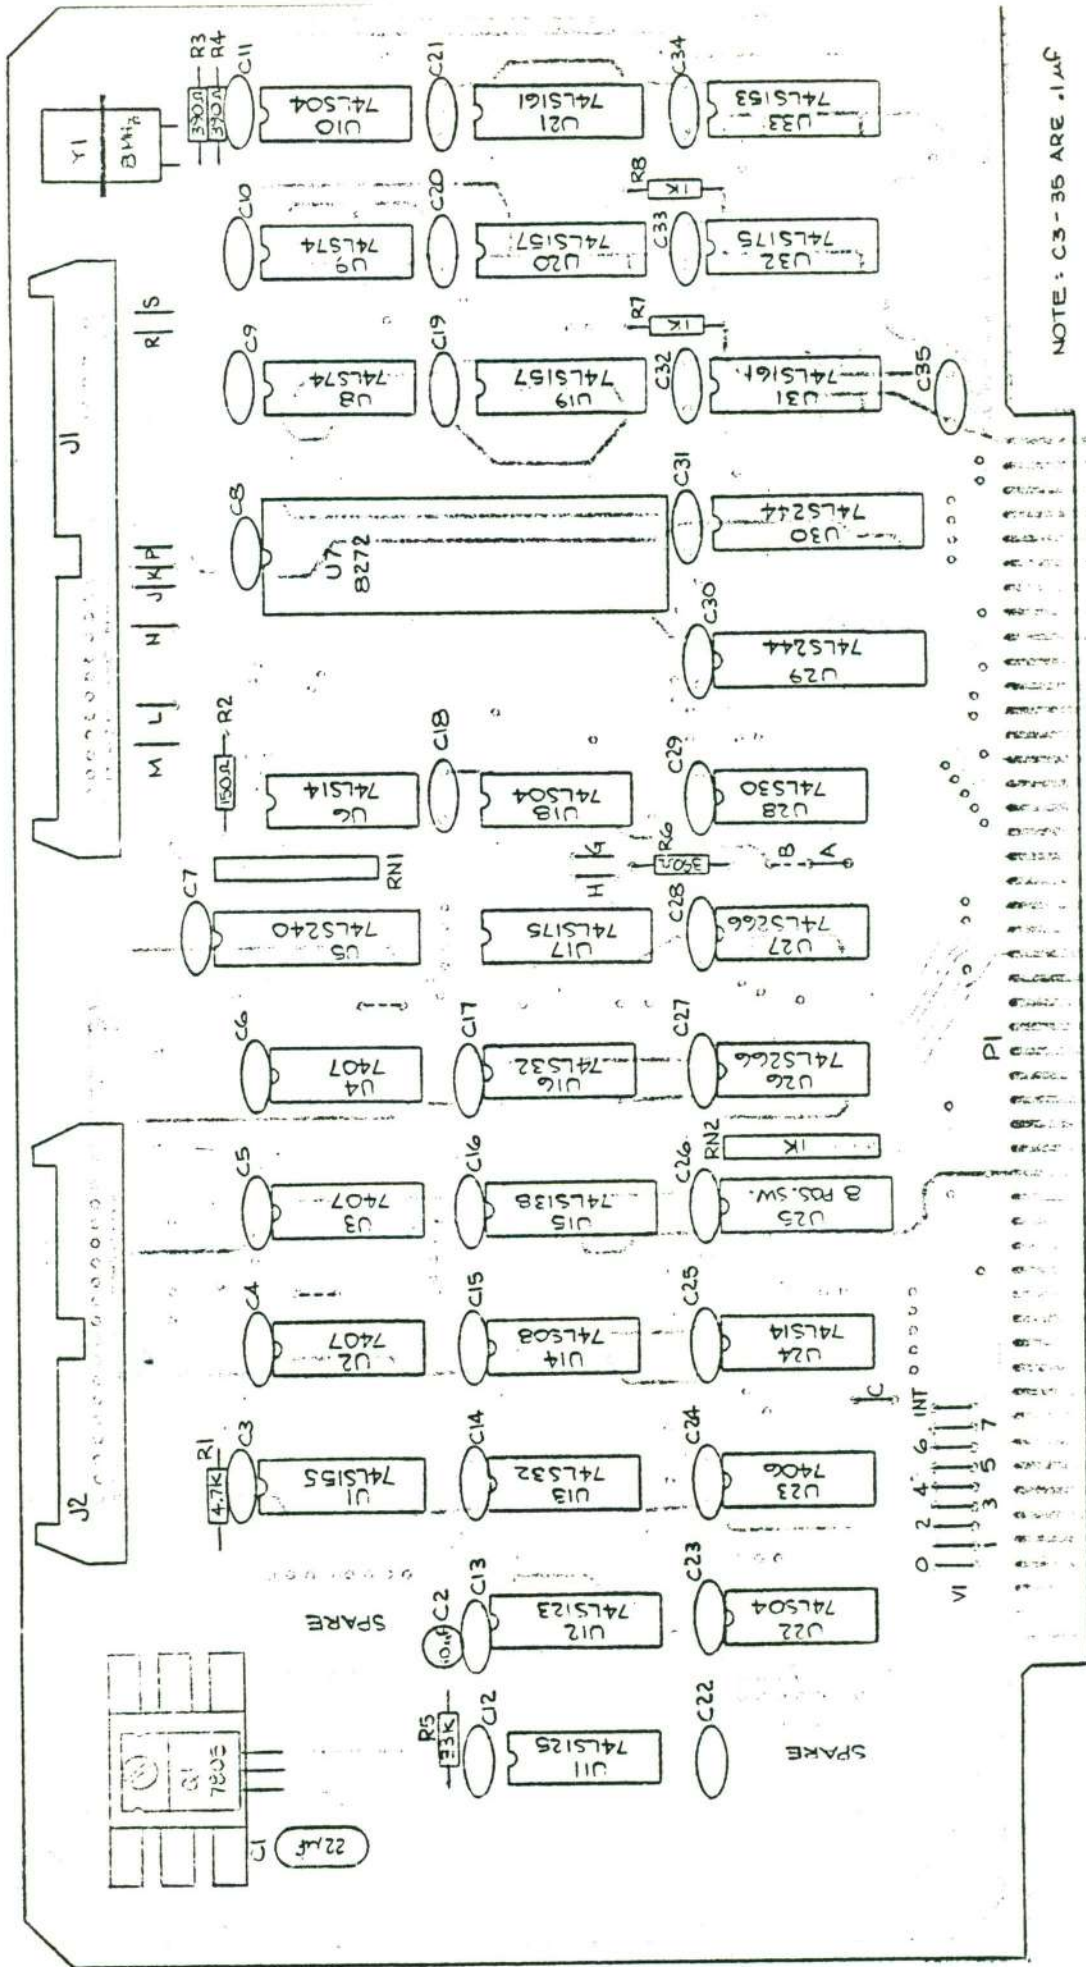 J2
J1
Y1
8MHz
Q1
7805
C1
22µF
M
L
N
J
K
P
R
S
R1
4.7K
R2
150Ω
R3
390Ω
R4
390Ω
C3
U1
74LS155
C4
U2
7407
C5
U3
7407
C6
U4
7407
C7
U5
74LS240
RN1
U6
74LS14
C8
U7
8272
C9
U8
74LS74
C10
U9
74LS74
C11
U10
74LS04
SPARE
R5
33K
C2
10µF
C12
U11
74LS125
C13
U12
74LS123
C14
U13
74LS32
C15
U14
74LS08
C16
U15
74LS138
C17
U16
74LS32
U17
74LS175
H
G
C18
U18
74LS04
C19
U19
74LS157
C20
U20
74LS157
C21
U21
74LS161
C22
SPARE
C23
U22
74LS04
C24
U23
7406
C25
U24
74LS14
C26
U25
8 POS. SW.
RN2
1K
C27
U26
74LS266
C28
U27
74LS266
R6
390Ω
B
A
C29
U28
74LS30
C30
U29
74LS244
C31
U30
74LS244
R7
1K
C32
U31
74LS161
R8
1K
C33
U32
74LS175
C34
U33
74LS153
C35
C
V1
0
1
2
3
4
5
6
7
INT
P1
NOTE: C3-35 ARE .1µF